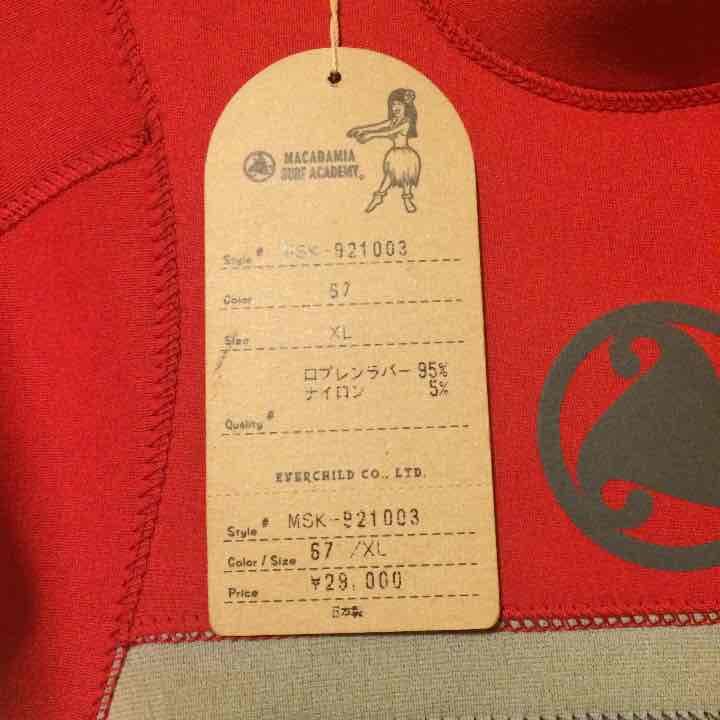 MACADAMIA
SURF ACADEMY®
Style # MSK-921003
Color 67
Size XL
ロプレンラバー 95%
ナイロン 5%
Quality #
EVERCHILD CO., LTD.
Style # MSK-921003
Color / Size 67 /XL
Price ¥29,000